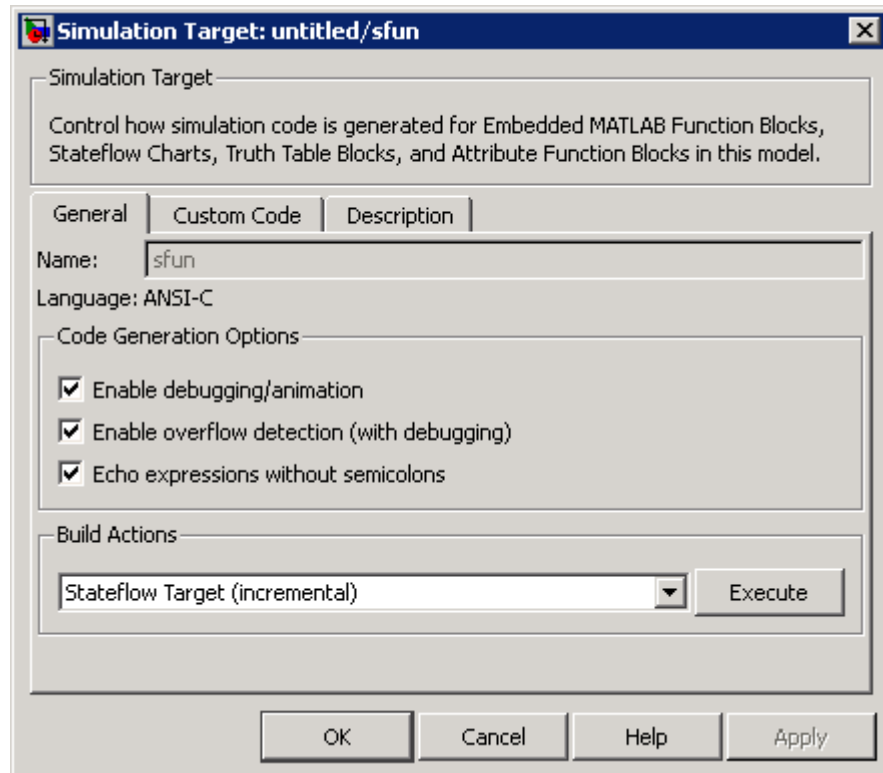 Simulation Target: untitled/sfun
Simulation Target
Control how simulation code is generated for Embedded MATLAB Function Blocks,
Stateflow Charts, Truth Table Blocks, and Attribute Function Blocks in this model.
General Custom Code Description
Name: sfun
Language: ANSI-C
Code Generation Options
Enable debugging/animation
Enable overflow detection (with debugging)
Echo expressions without semicolons
Build Actions
Stateflow Target (incremental) Execute
OK Cancel Help Apply